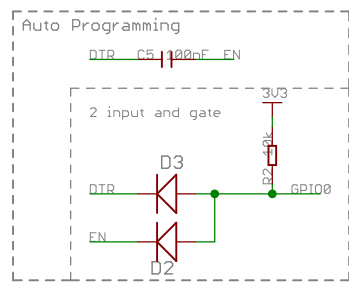 Auto Programming
DTR C5 100nF EN
3V3
2 input and gate
R2 10k
D3
DTR GPIO0
EN
D2